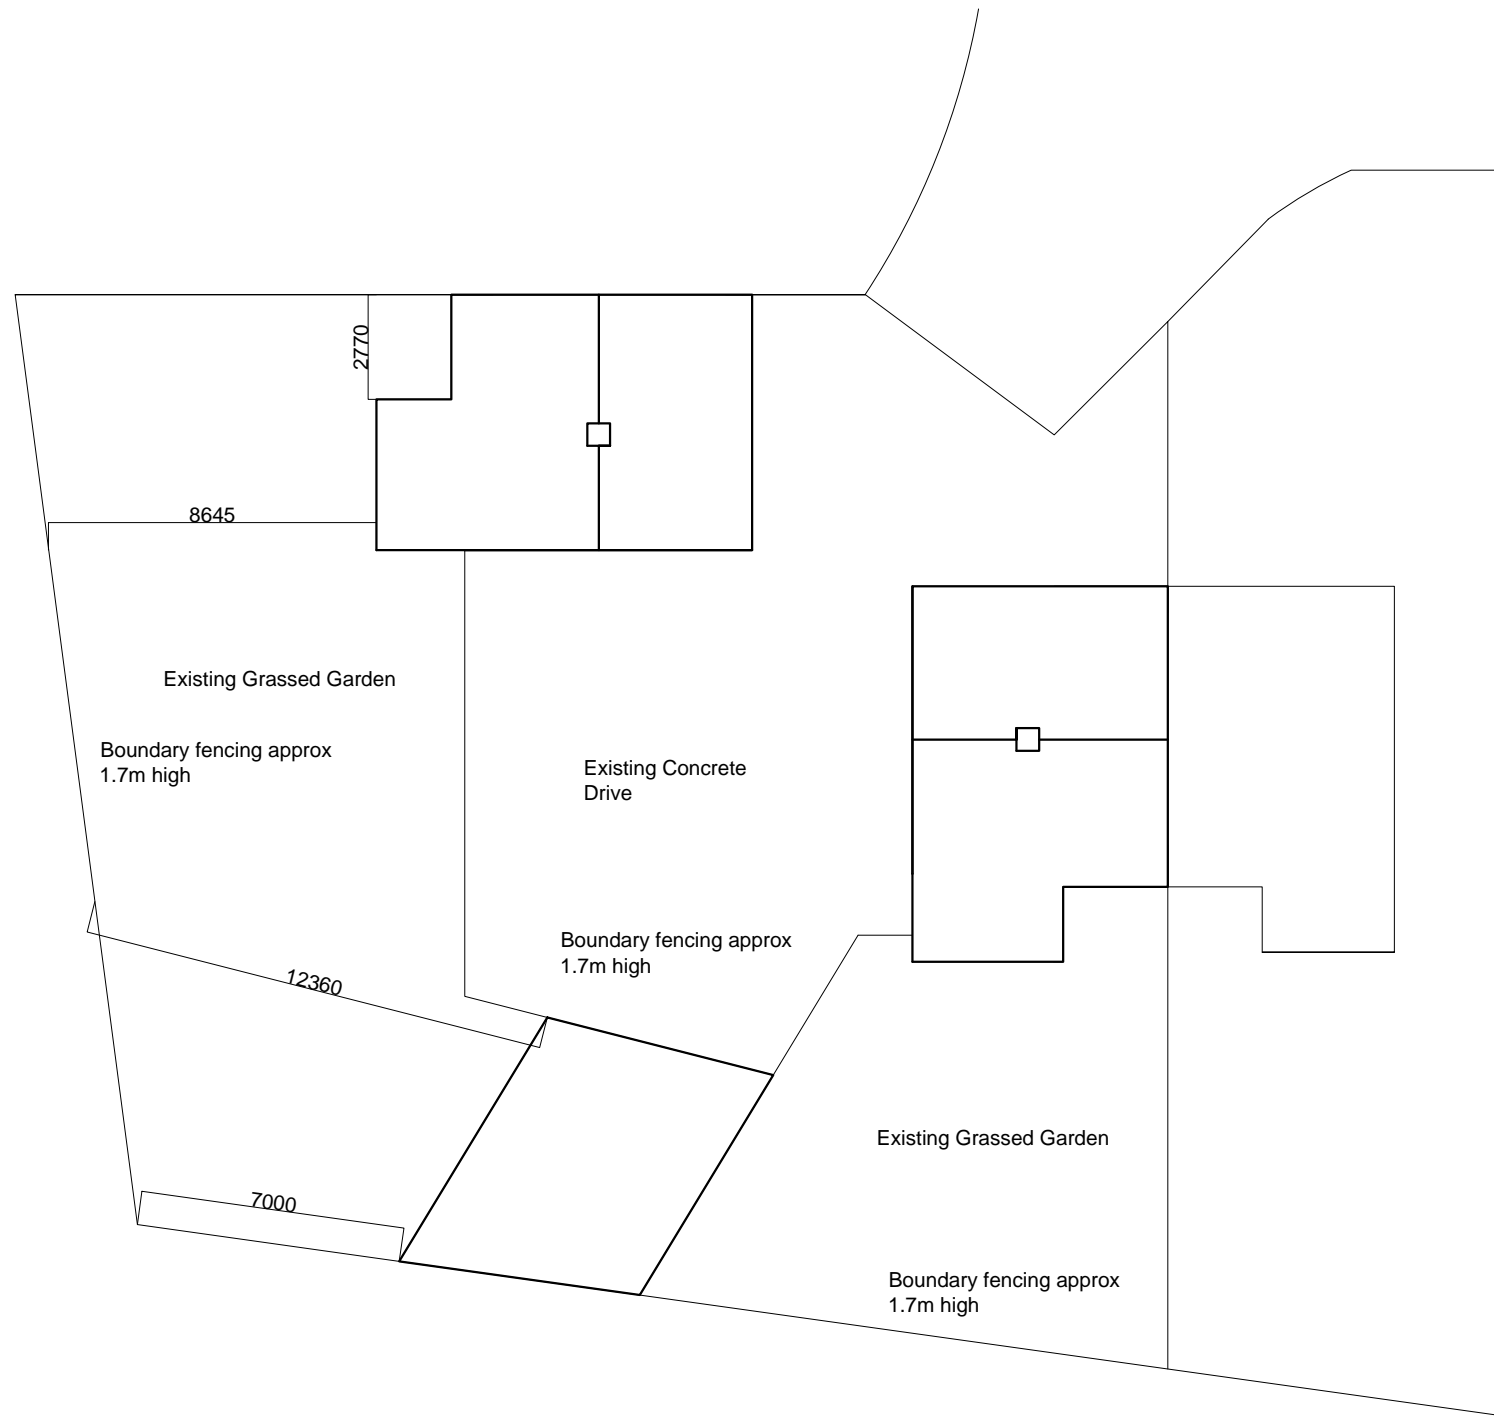 2770
8645
Existing Grassed Garden
Boundary fencing approx
1.7m high
Existing Concrete
Drive
Boundary fencing approx
1.7m high
12360
Existing Grassed Garden
7000
Boundary fencing approx
1.7m high